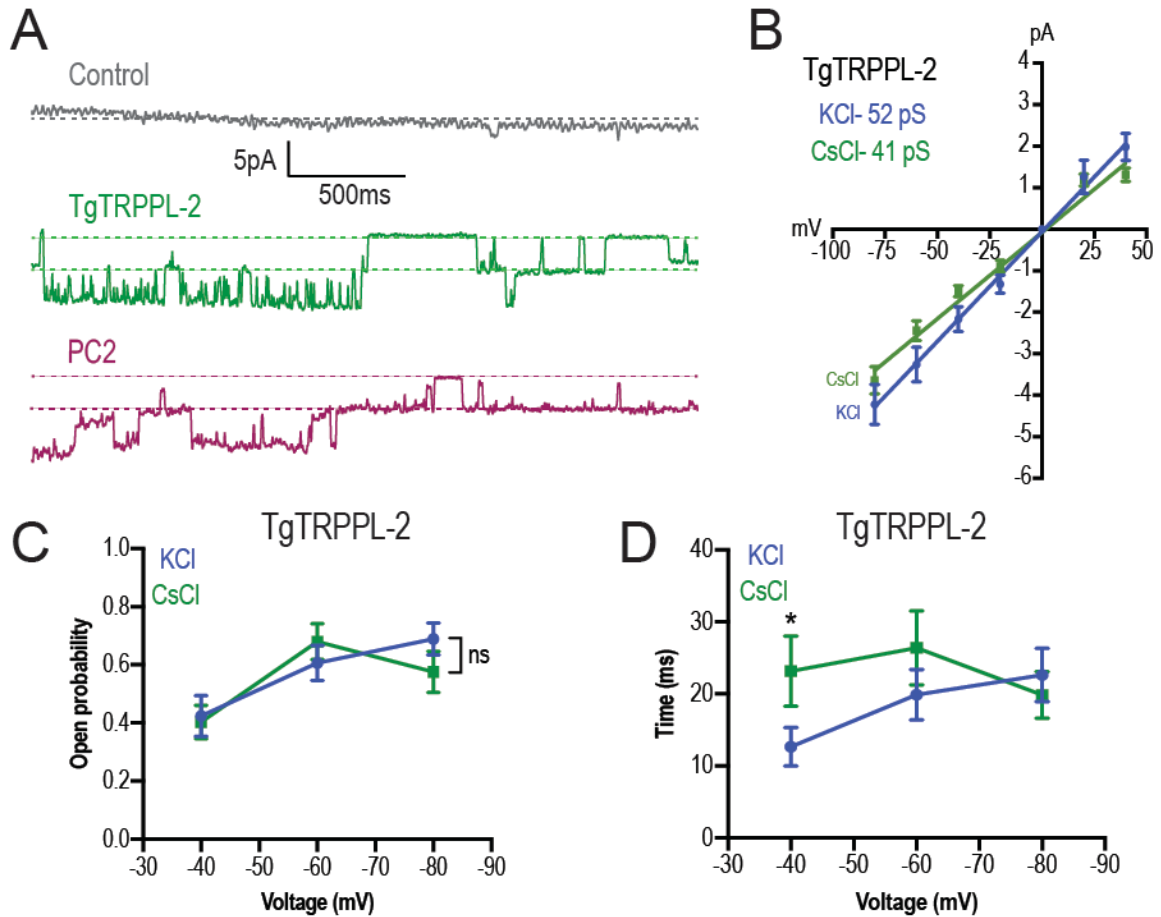 A
Control
5pA
500ms
TgTRPPL-2
PC2
B
pA
TgTRPPL-2
KCl- 52 pS
CsCl- 41 pS
4
3
2
1
mV
-100 -75 -50 -25 25 50
-1
-2
-3
-4
-5
-6
CsCl
KCl
C
TgTRPPL-2
KCl
CsCl
ns
Open probability
1.0
0.8
0.6
0.4
0.2
0.0
-30 -40 -50 -60 -70 -80 -90
Voltage (mV)
D
TgTRPPL-2
KCl
CsCl
*
Time (ms)
40
30
20
10
0
-30 -40 -50 -60 -70 -80 -90
Voltage (mV)